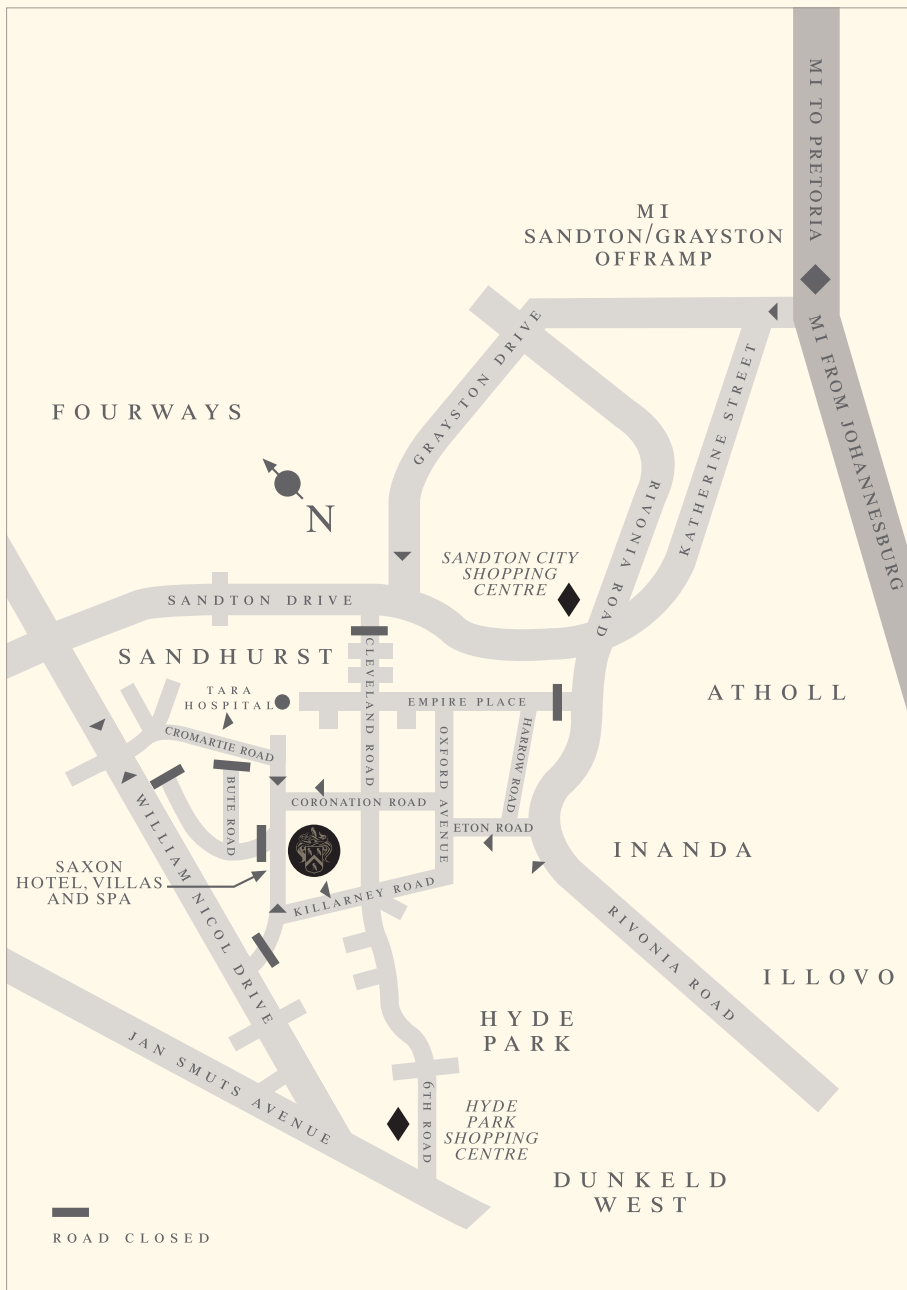 MI TO PRETORIA
MI
SANDTON/GRAYSTON
OFFRAMP
MI FROM JOHANNESBURG
GRAYSTON DRIVE
KATHERINE STREET
FOURWAYS
N
RIVONIA ROAD
SANDTON CITY
SHOPPING
CENTRE
SANDTON DRIVE
SANDHURST
CLEVELAND ROAD
TARA
HOSPITAL
EMPIRE PLACE
ATHOLL
CROMARTIE ROAD
OXFORD AVENUE
HARROW ROAD
BUTE ROAD
CORONATION ROAD
ETON ROAD
INANDA
WILLIAM NICOL DRIVE
SAXON
HOTEL, VILLAS
AND SPA
KILLARNEY ROAD
RIVONIA ROAD
ILLOVO
HYDE
PARK
JAN SMUTS AVENUE
6TH ROAD
HYDE
PARK
SHOPPING
CENTRE
DUNKELD
WEST
ROAD CLOSED